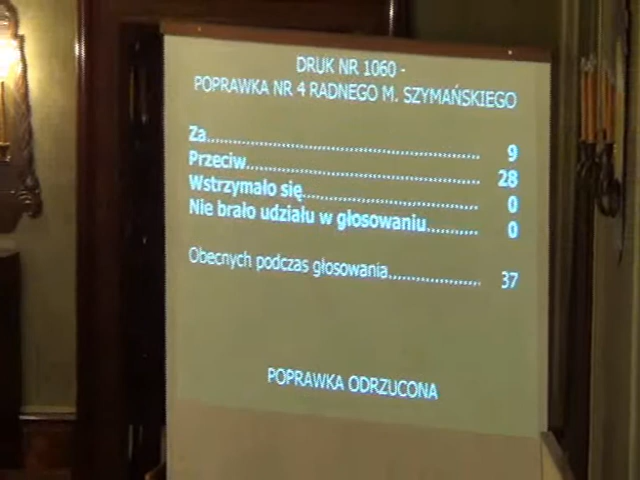 DRUK NR 1060 -
POPRAWKA NR 4 RADNEGO M. SZYMAŃSKIEGO
Za.................................................. 9
Przeciw............................................. 28
Wstrzymało się................................... 0
Nie brało udziału w głosowaniu........... 0
Obecnych podczas głosowania.................. 37
POPRAWKA ODRZUCONA